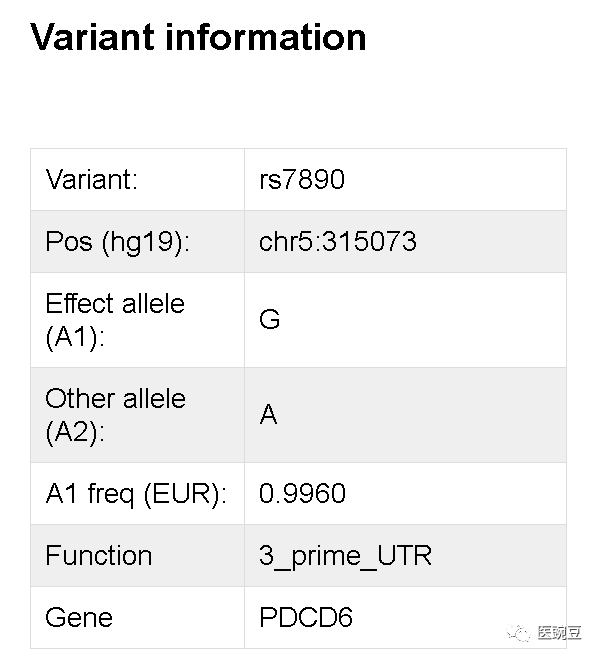 Variant information
Variant: rs7890
Pos (hg19): chr5:315073
Effect allele
(A1):
G
Other allele
(A2):
A
A1 freq (EUR): 0.9960
Function 3_prime_UTR
Gene PDCD6
医豌豆